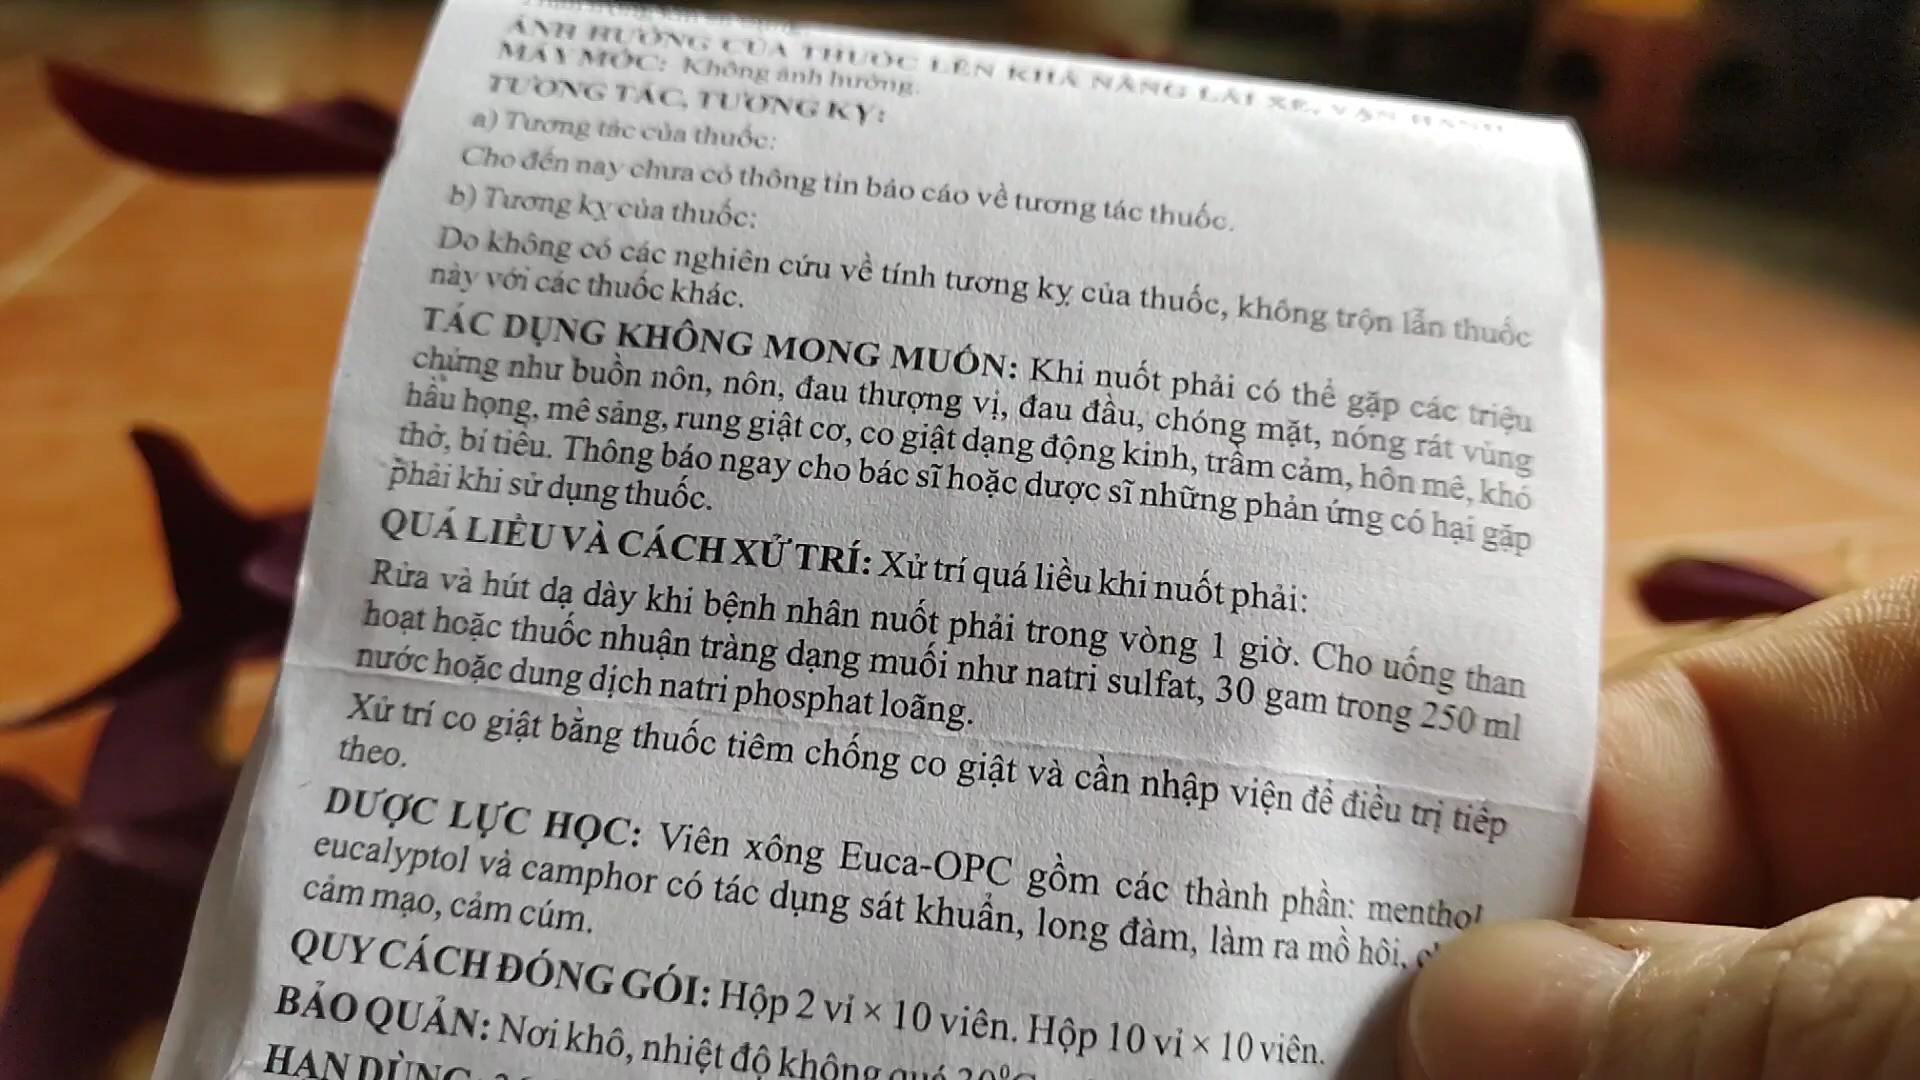 ẢNH HƯỞNG CỦA THUỐC LÊN KHẢ NĂNG LÁI XE, VẬN HÀNH
MÁY MÓC: Không ảnh hưởng.
TƯƠNG TÁC, TƯƠNG KỴ:
a) Tương tác của thuốc:
Cho đến nay chưa có thông tin báo cáo về tương tác thuốc.
b) Tương kỵ của thuốc:
Do không có các nghiên cứu về tính tương kỵ của thuốc, không trộn lẫn thuốc
này với các thuốc khác.
TÁC DỤNG KHÔNG MONG MUỐN: Khi nuốt phải có thể gặp các triệu
chứng như buồn nôn, nôn, đau thượng vị, đau đầu, chóng mặt, nóng rát vùng
hầu họng, mê sảng, rung giật cơ, co giật dạng động kinh, trầm cảm, hôn mê, khó
thở, bí tiểu. Thông báo ngay cho bác sĩ hoặc dược sĩ những phản ứng có hại gặp
phải khi sử dụng thuốc.
QUÁ LIỀU VÀ CÁCH XỬ TRÍ: Xử trí quá liều khi nuốt phải:
Rửa và hút dạ dày khi bệnh nhân nuốt phải trong vòng 1 giờ. Cho uống than
hoạt hoặc thuốc nhuận tràng dạng muối như natri sulfat, 30 gam trong 250 ml
nước hoặc dung dịch natri phosphat loãng.
Xử trí co giật bằng thuốc tiêm chống co giật và cần nhập viện để điều trị tiếp
theo.
DƯỢC LỰC HỌC: Viên xông Euca-OPC gồm các thành phần: menthol
eucalyptol và camphor có tác dụng sát khuẩn, long đàm, làm ra mồ hôi,
cảm mạo, cảm cúm.
QUY CÁCH ĐÓNG GÓI: Hộp 2 vỉ × 10 viên. Hộp 10 vỉ × 10 viên.
BẢO QUẢN: Nơi khô, nhiệt độ không quá 30°C
HẠN DÙNG: